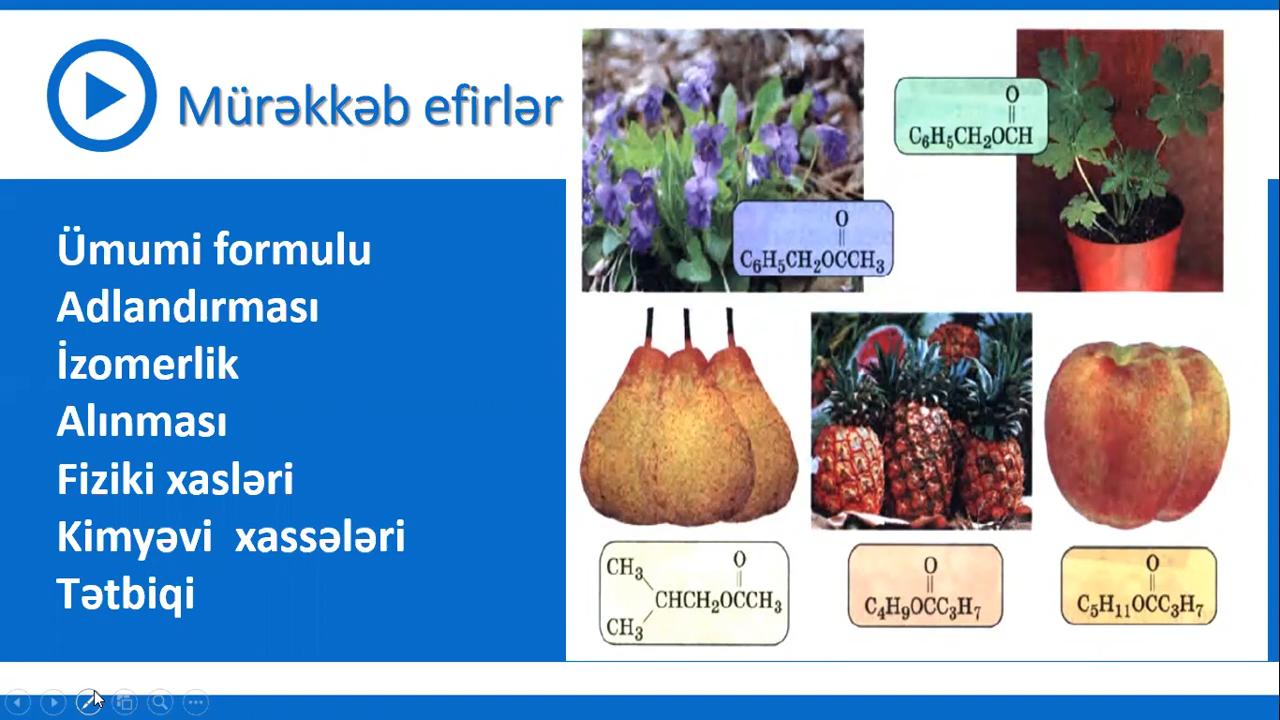 Mürəkkəb efirlər
Ümumi formulu
Adlandırması
İzomerlik
Alınması
Fiziki xasləri
Kimyəvi xassələri
Tətbiqi
O
C₆H₅CH₂OCH
O
C₆H₅CH₂OCCH₃
CH₃
O
CHCH₂OCCH₃
CH₃
O
C₄H₉OCC₃H₇
O
C₅H₁₁OCC₃H₇